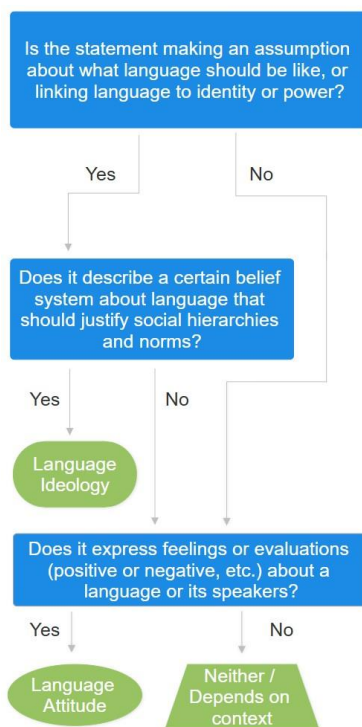 Is the statement making an assumption
about what language should be like, or
linking language to identity or power?
Yes
No
Does it describe a certain belief
system about language that
should justify social hierarchies
and norms?
Yes
No
Language
Ideology
Does it express feelings or evaluations
(positive or negative, etc.) about a
language or its speakers?
Yes
No
Language
Attitude
Neither /
Depends on
context